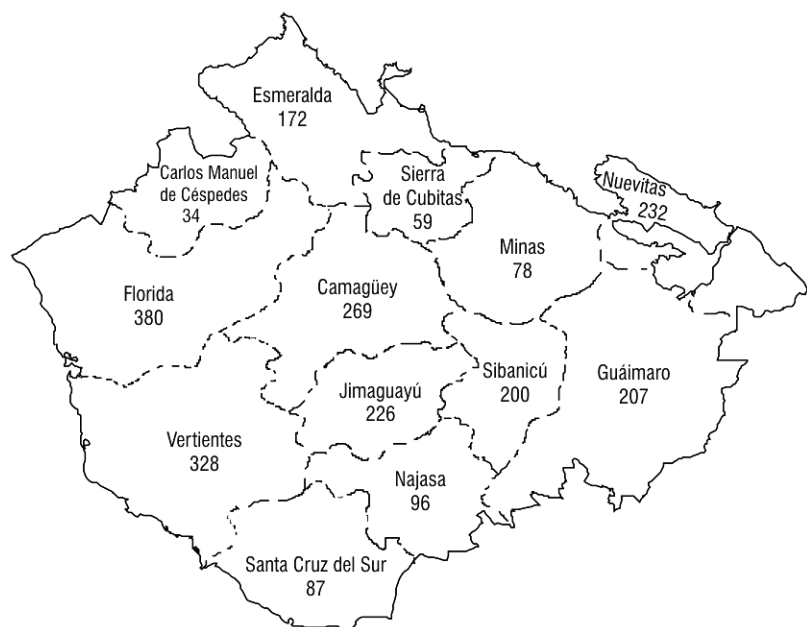 Esmeralda
172
Carlos Manuel
de Céspedes
34
Sierra
de Cubitas
59
Nuevitas
232
Minas
78
Florida
380
Camagüey
269
Sibanicú
200
Guáimaro
207
Jimaguayú
226
Vertientes
328
Najasa
96
Santa Cruz del Sur
87